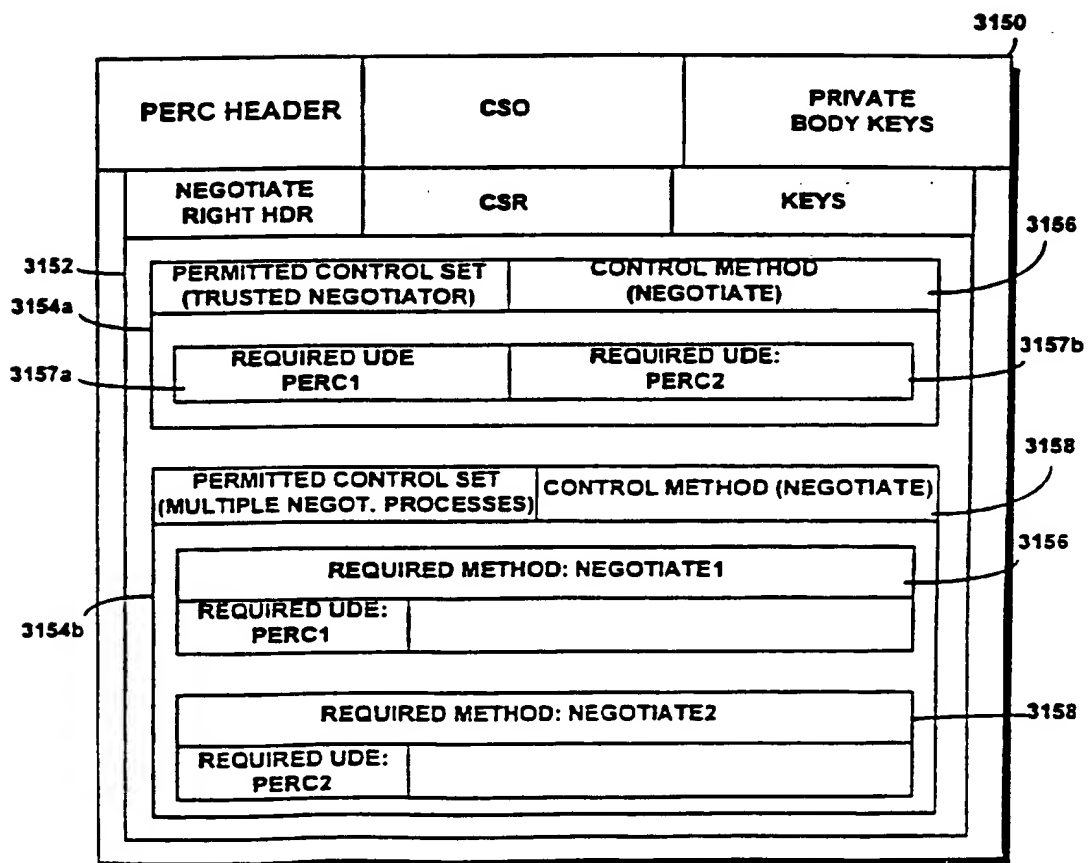 3150
PERC HEADER
CSO
PRIVATE
BODY KEYS
NEGOTIATE
RIGHT HDR
CSR
KEYS
3156
3152
PERMITTED CONTROL SET
(TRUSTED NEGOTIATOR)
CONTROL METHOD
(NEGOTIATE)
3154a
REQUIRED UDE
PERC1
REQUIRED UDE:
PERC2
3157b
3157a
3158
PERMITTED CONTROL SET
(MULTIPLE NEGOT. PROCESSES)
CONTROL METHOD (NEGOTIATE)
3156
REQUIRED METHOD: NEGOTIATE1
REQUIRED UDE:
PERC1
3154b
REQUIRED METHOD: NEGOTIATE2
3158
REQUIRED UDE:
PERC2